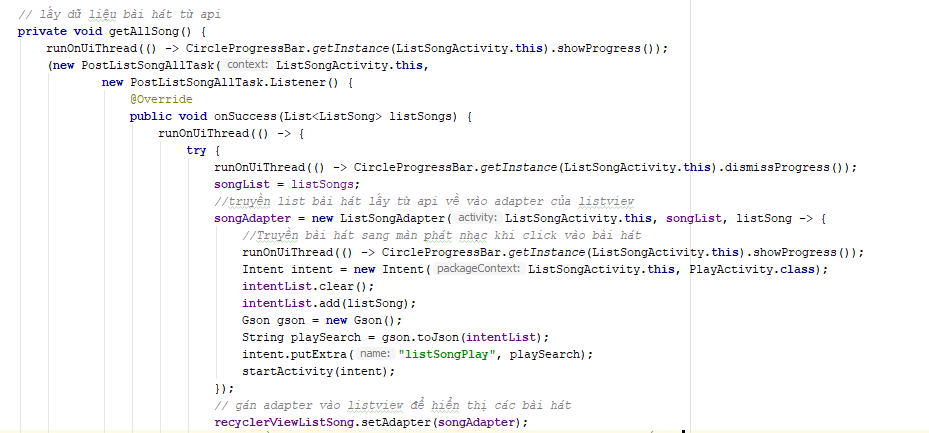 // lấy dữ liệu bài hát từ api
private void getAllSong() {
runOnUiThread(() -> CircleProgressBar.getInstance(ListSongActivity.this).showProgress());
(new PostListSongAllTask( context: ListSongActivity.this,
new PostListSongAllTask.Listener() {
@Override
public void onSuccess(List<ListSong> listSongs) {
runOnUiThread(() -> {
try {
runOnUiThread(() -> CircleProgressBar.getInstance(ListSongActivity.this).dismissProgress());
songList = listSongs;
//truyền list bài hát lấy từ api về vào adapter của listview
songAdapter = new ListSongAdapter( activity: ListSongActivity.this, songList, listSong -> {
//Truyền bài hát sang màn phát nhạc khi click vào bài hát
runOnUiThread(() -> CircleProgressBar.getInstance(ListSongActivity.this).showProgress());
Intent intent = new Intent( packageContext: ListSongActivity.this, PlayActivity.class);
intentList.clear();
intentList.add(listSong);
Gson gson = new Gson();
String playSearch = gson.toJson(intentList);
intent.putExtra( name: "listSongPlay", playSearch);
startActivity(intent);
});
// gán adapter vào listview để hiển thị các bài hát
recyclerViewListSong.setAdapter(songAdapter);